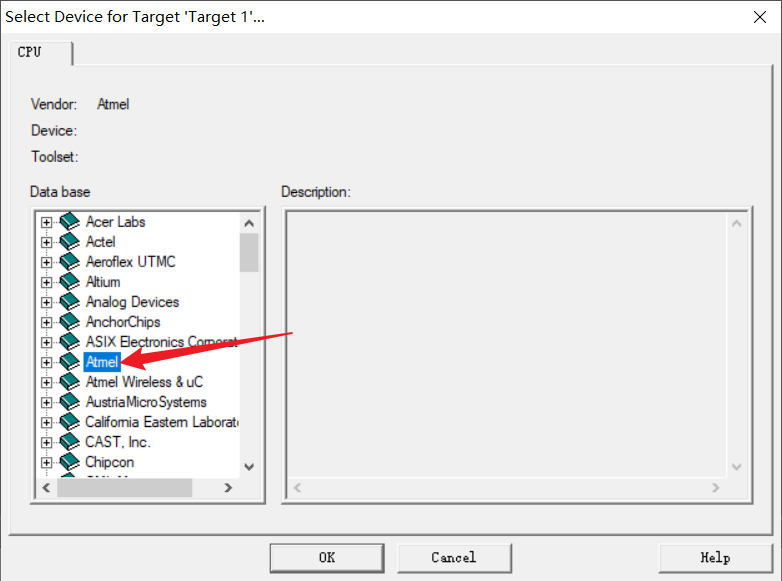 Select Device for Target 'Target 1'...
CPU
Vendor: Atmel
Device:
Toolset:
Data base
Description:
Acer Labs
Actel
Aeroflex UTMC
Altium
Analog Devices
AnchorChips
ASIX Electronics Corporat
Atmel
Atmel Wireless & uC
AustriaMicroSystems
California Eastern Laborat
CAST, Inc.
Chipcon
OK
Cancel
Help